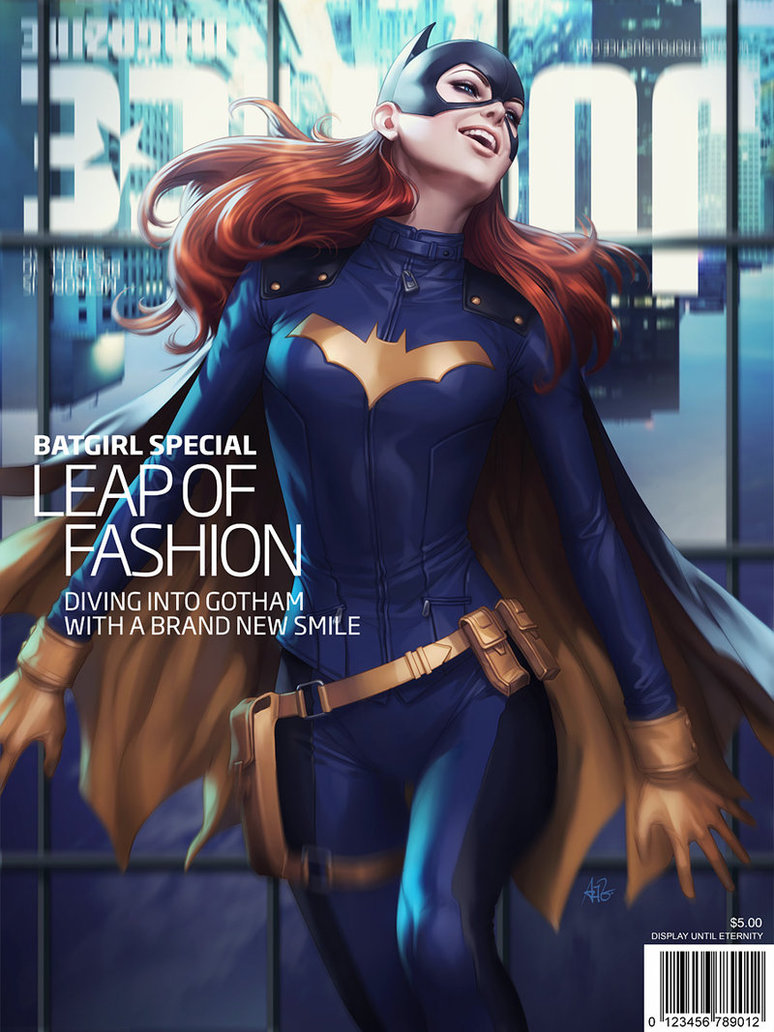 MAGAZINE
BATGIRL SPECIAL
LEAP OF
FASHION
DIVING INTO GOTHAM
WITH A BRAND NEW SMILE
$5.00
DISPLAY UNTIL ETERNITY
0 123456 789012